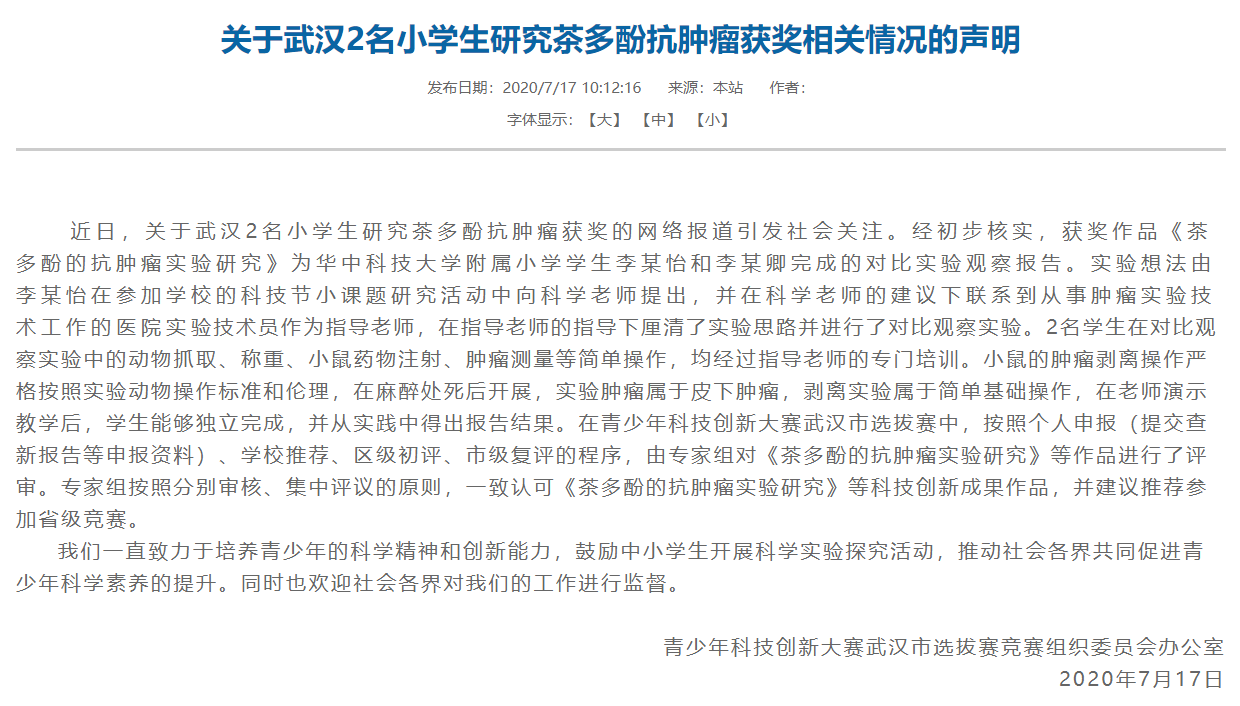 关于武汉2名小学生研究茶多酚抗肿瘤获奖相关情况的声明
发布日期：2020/7/17 10:12:16 来源：本站 作者：
字体显示：【大】 【中】 【小】
近日，关于武汉2名小学生研究茶多酚抗肿瘤获奖的网络报道引发社会关注。经初步核实，获奖作品《茶
多酚的抗肿瘤实验研究》为华中科技大学附属小学学生李某怡和李某卿完成的对比实验观察报告。实验想法由
李某怡在参加学校的科技节小课题研究活动中向科学老师提出，并在科学老师的建议下联系到从事肿瘤实验技
术工作的医院实验技术员作为指导老师，在指导老师的指导下厘清了实验思路并进行了对比观察实验。2名学生在对比观
察实验中的动物抓取、称重、小鼠药物注射、肿瘤测量等简单操作，均经过指导老师的专门培训。小鼠的肿瘤剥离操作严
格按照实验动物操作标准和伦理，在麻醉处死后开展，实验肿瘤属于皮下肿瘤，剥离实验属于简单基础操作，在老师演示
教学后，学生能够独立完成，并从实践中得出报告结果。在青少年科技创新大赛武汉市选拔赛中，按照个人申报（提交查
新报告等申报资料）、学校推荐、区级初评、市级复评的程序，由专家组对《茶多酚的抗肿瘤实验研究》等作品进行了评
审。专家组按照分别审核、集中评议的原则，一致认可《茶多酚的抗肿瘤实验研究》等科技创新成果作品，并建议推荐参
加省级竞赛。
我们一直致力于培养青少年的科学精神和创新能力，鼓励中小学生开展科学实验探究活动，推动社会各界共同促进青
少年科学素养的提升。同时也欢迎社会各界对我们的工作进行监督。
青少年科技创新大赛武汉市选拔赛竞赛组织委员会办公室
2020年7月17日